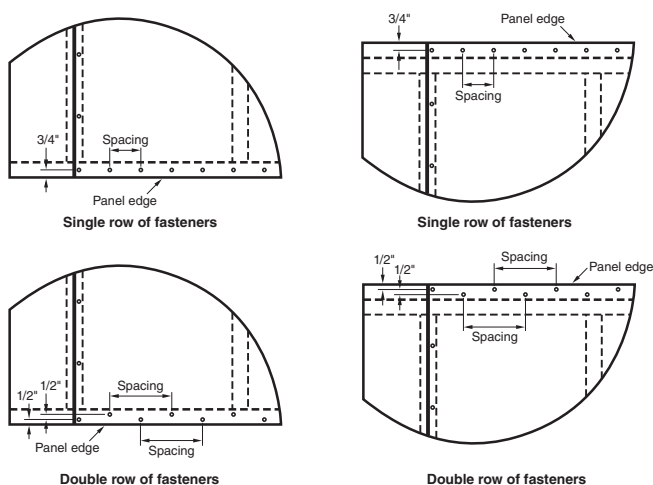 3/4"
Spacing
Panel edge
Single row of fasteners
3/4"
Panel edge
Spacing
Single row of fasteners
1/2"
1/2"
Spacing
Panel edge
Spacing
Double row of fasteners
1/2"
1/2"
Spacing
Panel edge
Spacing
Double row of fasteners